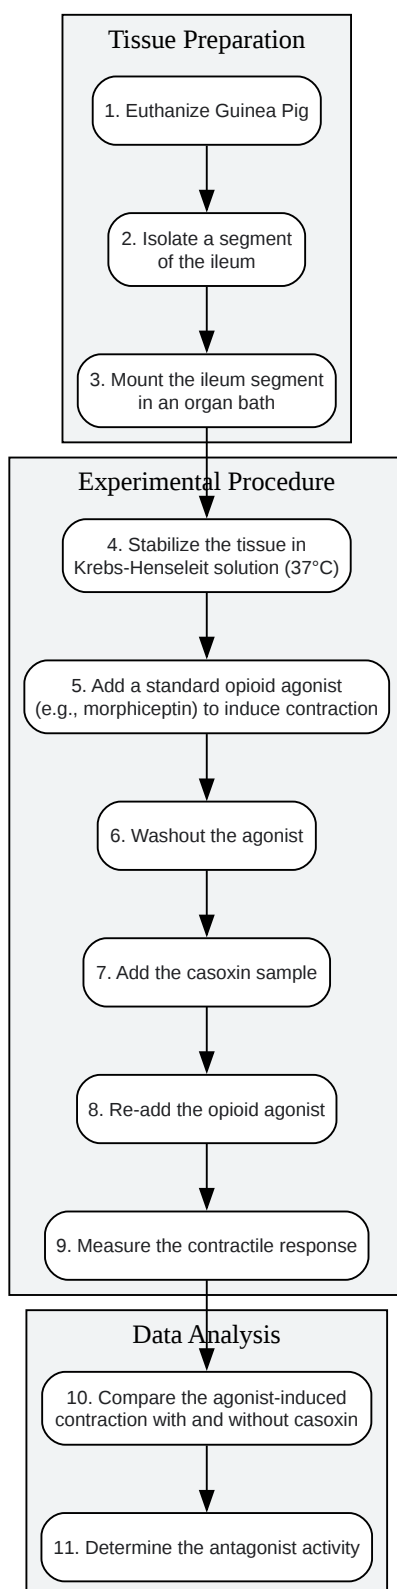 Tissue Preparation
1. Euthanize Guinea Pig
2. Isolate a segment
of the ileum
3. Mount the ileum segment
in an organ bath
Experimental Procedure
4. Stabilize the tissue in
Krebs-Henseleit solution (37°C)
5. Add a standard opioid agonist
(e.g., morphiceptin) to induce contraction
6. Washout the agonist
7. Add the casoxin sample
8. Re-add the opioid agonist
9. Measure the contractile response
Data Analysis
10. Compare the agonist-induced
contraction with and without casoxin
11. Determine the antagonist activity